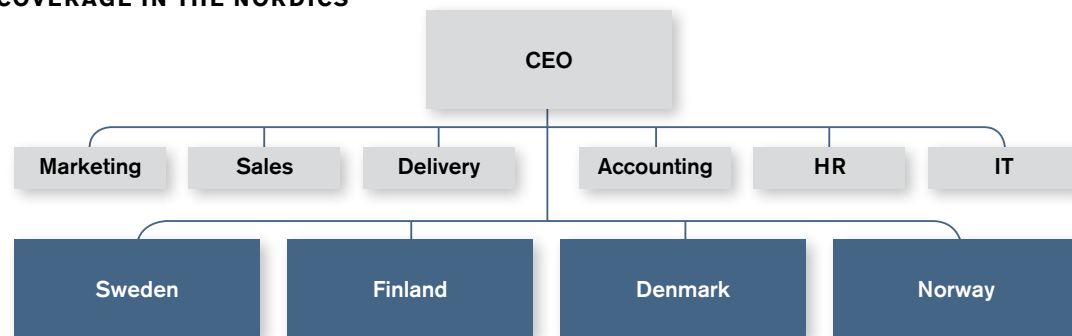 COVERAGE IN THE NORDICS
CEO
Marketing Sales Delivery Accounting HR IT
Sweden Finland Denmark Norway